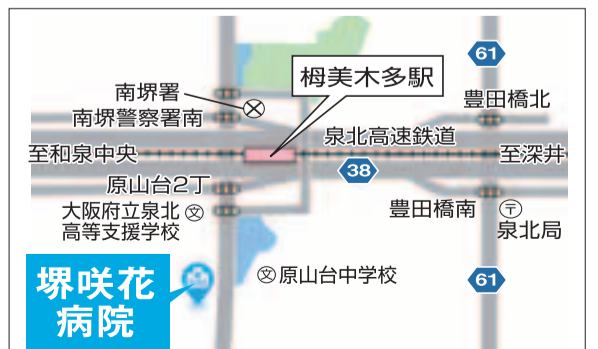 61
栂美木多駅
南堺署
豊田橋北
南堺警察署南
泉北高速鉄道
至和泉中央
至深井
38
原山台2丁
大阪府立泉北
高等支援学校
文
豊田橋南
〒
泉北局
文
原山台中学校
61
堺咲花
病院